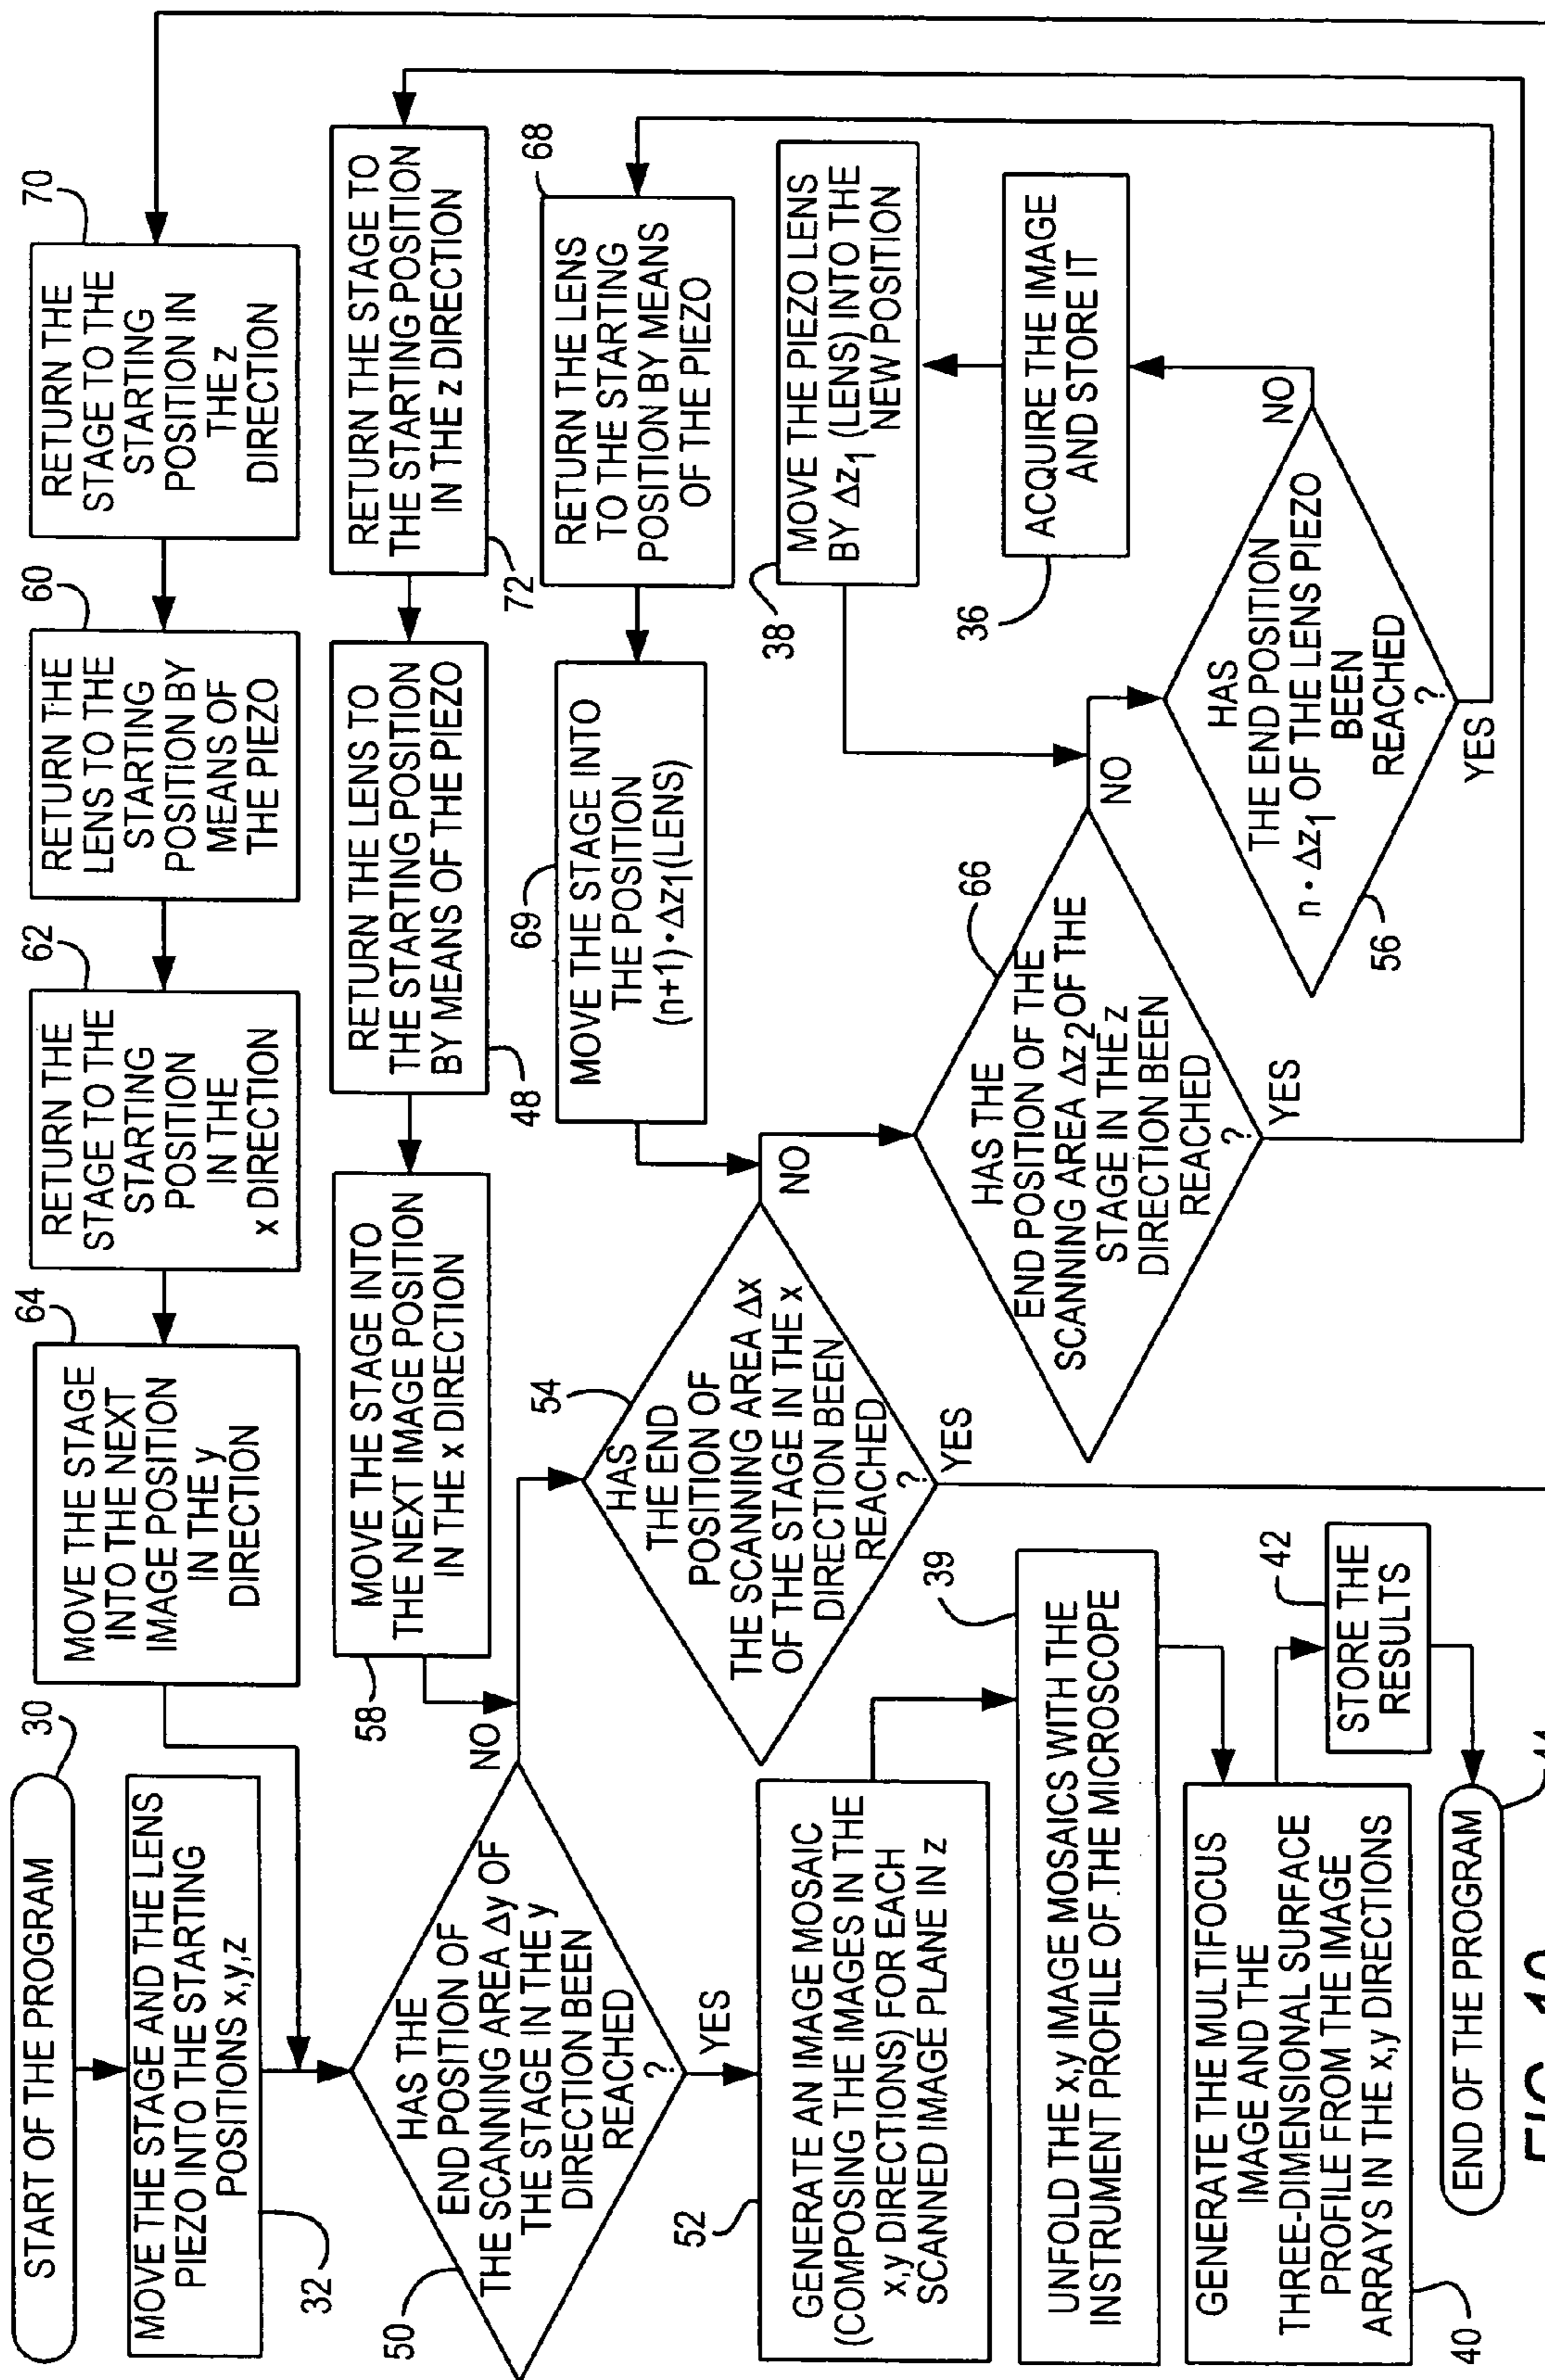 START OF THE PROGRAM
30
MOVE THE STAGE AND THE LENS
PIEZO INTO THE STARTING
POSITIONS x,y,z
32
HAS THE
END POSITION OF
THE SCANNING AREA Δy OF
THE STAGE IN THE y
DIRECTION BEEN
REACHED
?
50
NO
YES
GENERATE AN IMAGE MOSAIC
(COMPOSING THE IMAGES IN THE
x,y DIRECTIONS) FOR EACH
SCANNED IMAGE PLANE IN z
52
UNFOLD THE x,y IMAGE MOSAICS WITH THE
INSTRUMENT PROFILE OF THE MICROSCOPE
39
GENERATE THE MULTIFOCUS
IMAGE AND THE
THREE-DIMENSIONAL SURFACE
PROFILE FROM THE IMAGE
ARRAYS IN THE x,y DIRECTIONS
40
STORE THE
RESULTS
42
END OF THE PROGRAM
MOVE THE STAGE
INTO THE NEXT
IMAGE POSITION
IN THE y
DIRECTION
64
RETURN THE
STAGE TO THE
STARTING
POSITION
IN THE
x DIRECTION
62
RETURN THE
LENS TO THE
STARTING
POSITION BY
MEANS OF
THE PIEZO
60
RETURN THE
STAGE TO THE
STARTING
POSITION IN
THE z
DIRECTION
70
MOVE THE STAGE INTO
THE NEXT IMAGE POSITION
IN THE x DIRECTION
58
RETURN THE LENS TO
THE STARTING POSITION
BY MEANS OF THE PIEZO
48
RETURN THE STAGE TO
THE STARTING POSITION
IN THE z DIRECTION
72
HAS
THE END
POSITION OF
THE SCANNING AREA Δx
OF THE STAGE IN THE x
DIRECTION BEEN
REACHED
?
54
NO
YES
MOVE THE STAGE INTO
THE POSITION
(n+1)•Δz1(LENS)
69
RETURN THE LENS
TO THE STARTING
POSITION BY MEANS
OF THE PIEZO
68
HAS THE
END POSITION OF THE
SCANNING AREA Δz2 OF THE
STAGE IN THE z
DIRECTION BEEN
REACHED
?
66
NO
YES
MOVE THE PIEZO LENS
BY Δz1 (LENS) INTO THE
NEW POSITION
38
ACQUIRE THE IMAGE
AND STORE IT
36
HAS
THE END POSITION
n•Δz1 OF THE LENS PIEZO
BEEN
REACHED
?
56
NO
YES